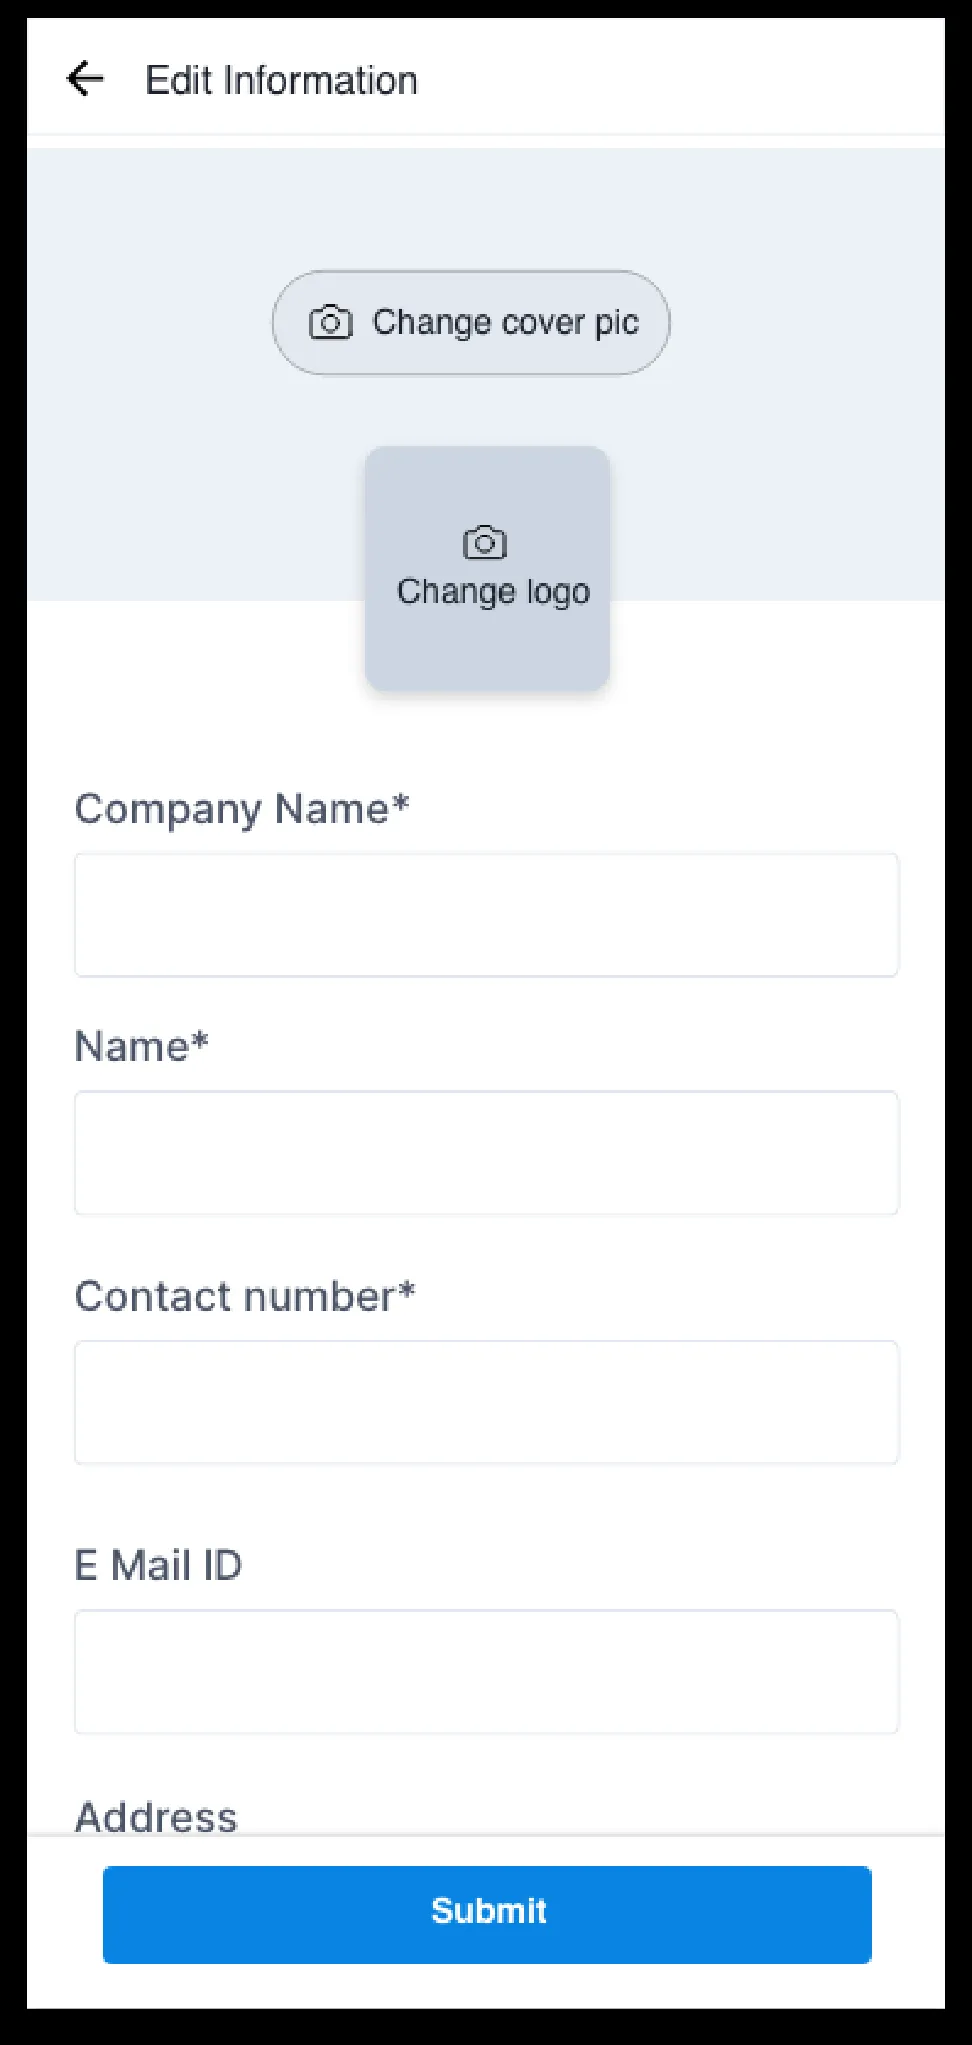 Edit Information
Change cover pic
Change logo
Company Name*
Name*
Contact number*
E Mail ID
Address
Submit